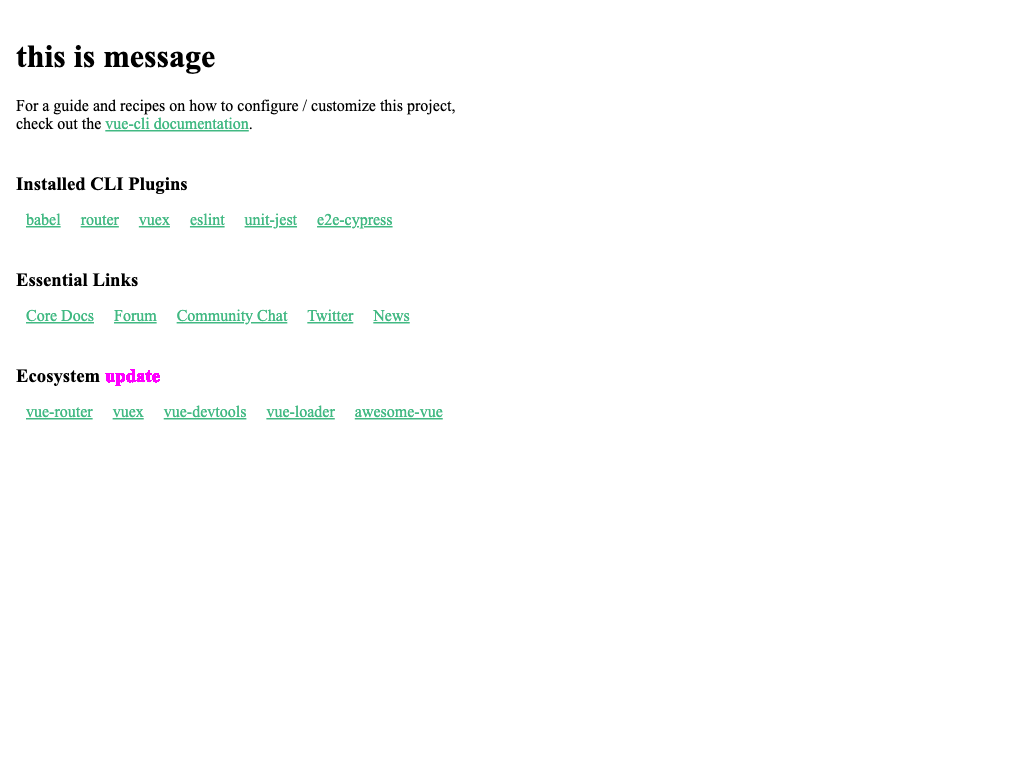 this is message
For a guide and recipes on how to configure / customize this project,
check out the vue-cli documentation.
Installed CLI Plugins
babel router vuex eslint unit-jest e2e-cypress
Essential Links
Core Docs Forum Community Chat Twitter News
Ecosystem update
vue-router vuex vue-devtools vue-loader awesome-vue